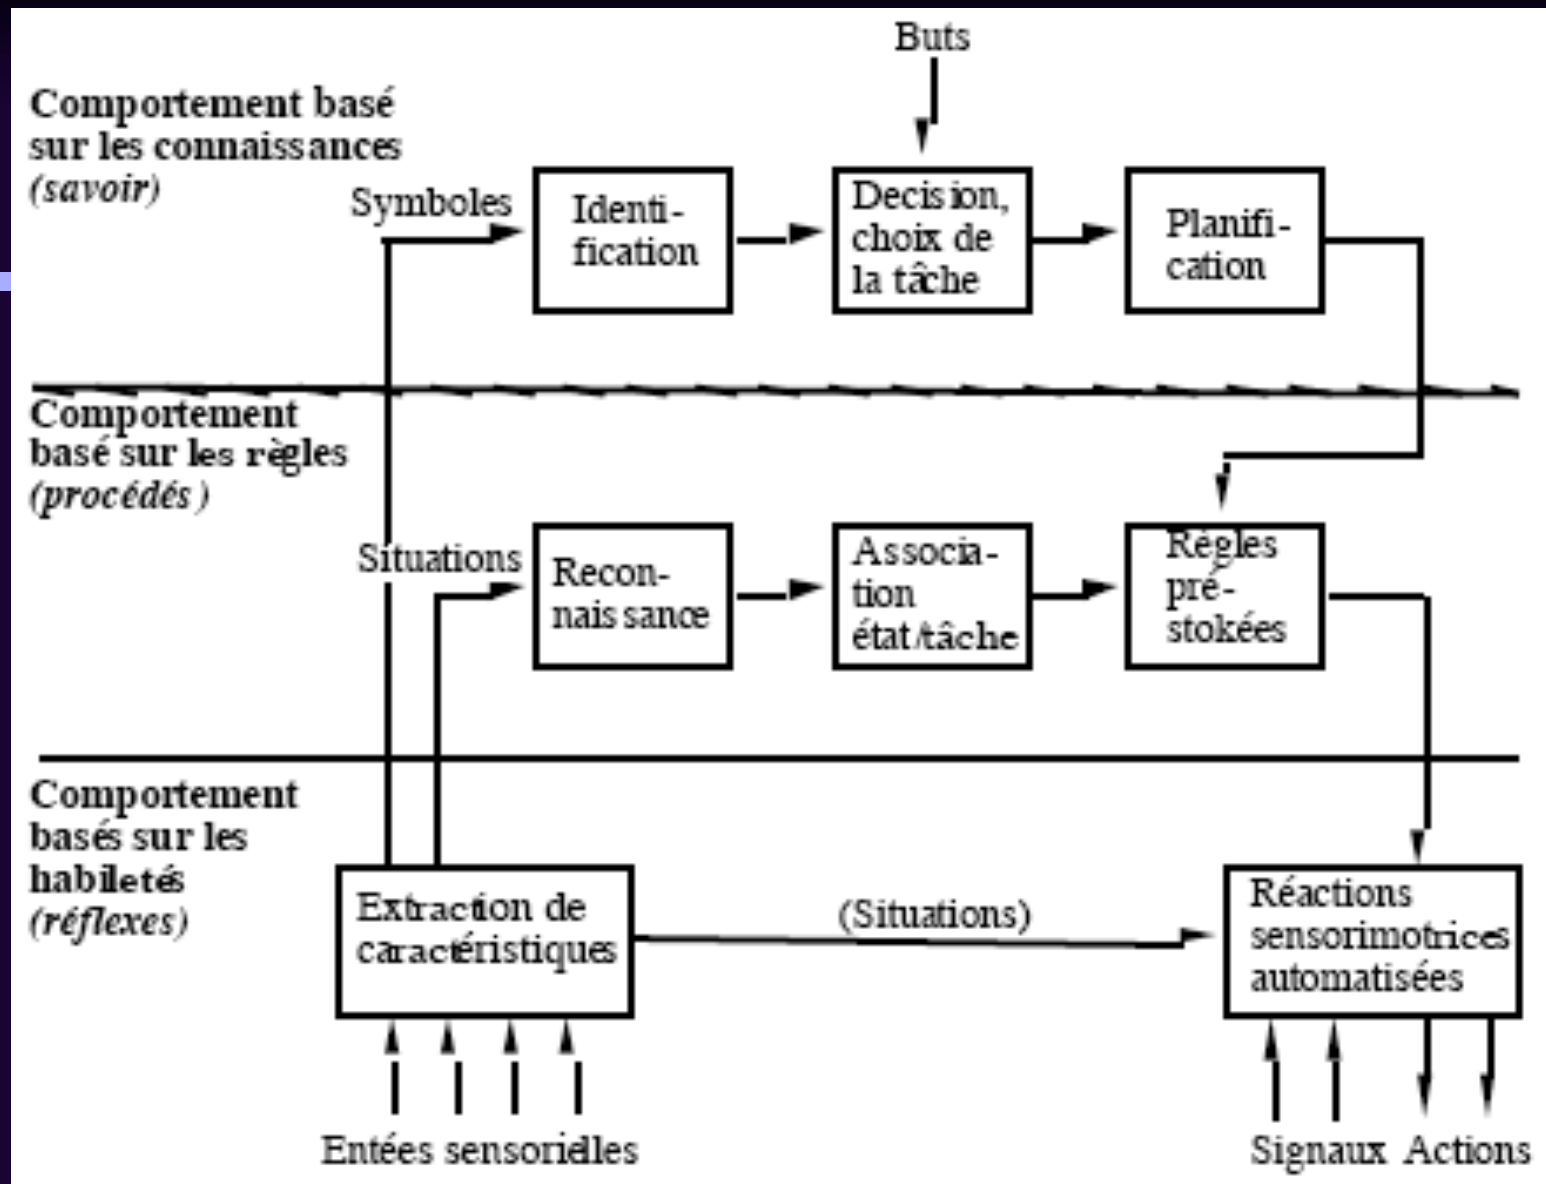 Buts
Comportement basé
sur les connaissances
(savoir)
Symboles
Identi-
fication
Decision,
choix de
la tâche
Planifi-
cation
Comportement
basé sur les règles
(procédés)
Situations
Recon-
naissance
Associa-
tion
état/tâche
Règles
pré-
stokées
Comportement
basés sur les
habiletés
(réflexes)
Extraction de
caractéristiques
(Situations)
Réactions
sensorimotrices
automatisées
Entées sensorielles
Signaux Actions